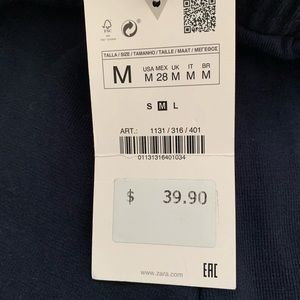 FSC
TALLA / SIZE / TAMANHO / TAILLE / MAAT / ΜΕΓΕΘΟΣ
M
USA MEX UK IT BR
M 28 M M M
S M L
ART.: 1131 / 316 / 401
01131316401034
$ 39.90
www.zara.com
EAC